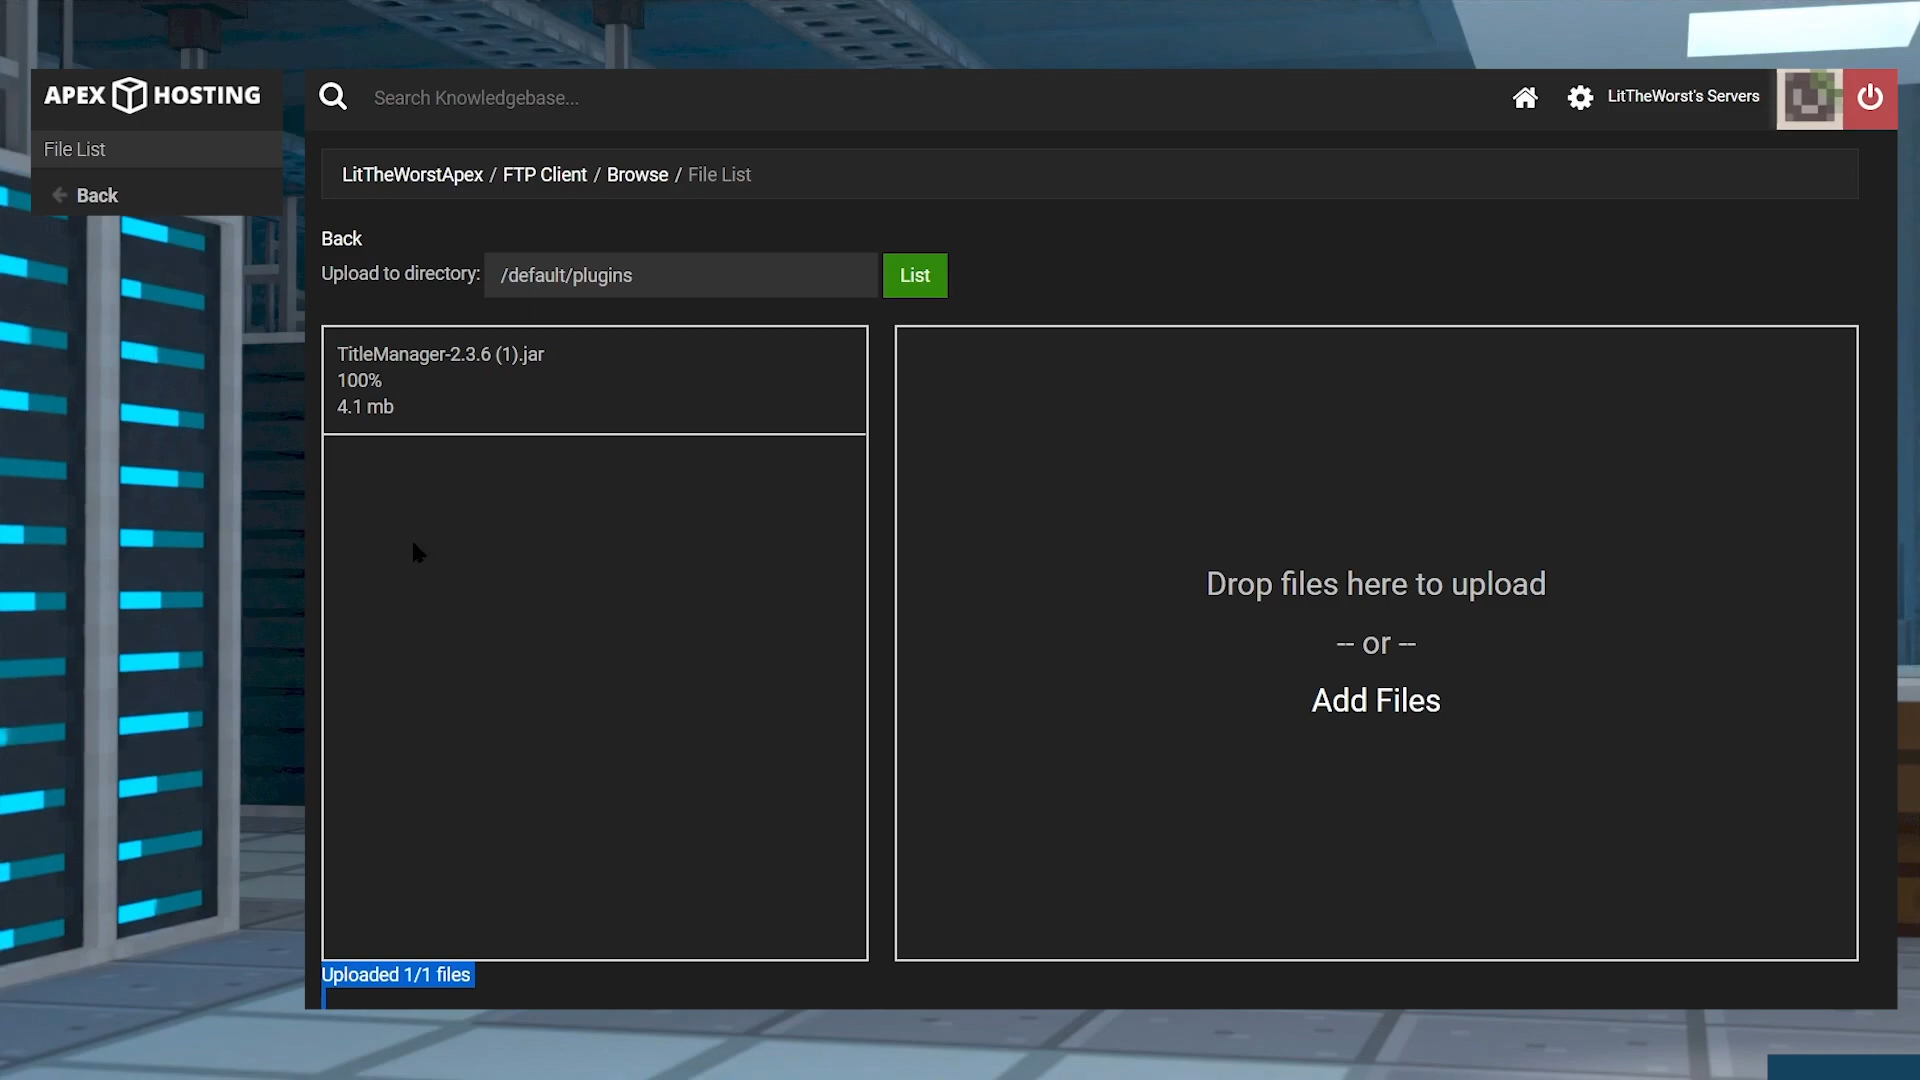 APEX HOSTING
Search Knowledgebase...
LitTheWorst's Servers
File List
Back
LitTheWorstApex / FTP Client / Browse / File List
Back
Upload to directory: /default/plugins List
TitleManager-2.3.6 (1).jar
100%
4.1 mb
Drop files here to upload
-- or --
Add Files
Uploaded 1/1 files